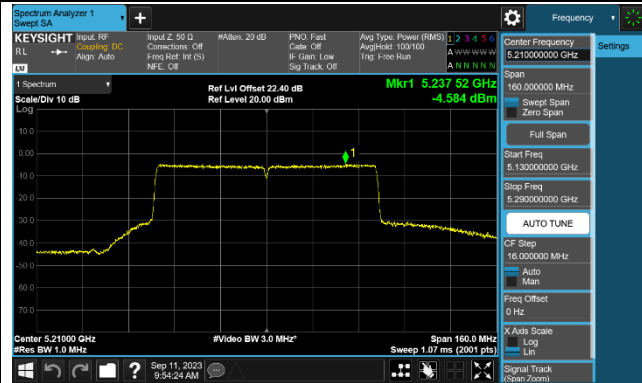 Spectrum Analyzer 1
Swept SA
Frequency
KEYSIGHT
RL
LXI
Input: RF
Coupling: DC
Align: Auto
Input Z: 50 Ω
Corrections: Off
Freq Ref: Int (S)
NFE: Off
#Atten: 20 dB
PNO: Fast
Gate: Off
IF Gain: Low
Sig Track: Off
Avg Type: Power (RMS)
Avg|Hold: 100/100
Trig: Free Run
1 2 3 4 5 6
A W W W W W
A N N N N N
Center Frequency
5.210000000 GHz
Settings
Span
160.000000 MHz
Swept Span
Zero Span
Full Span
Start Freq
5.130000000 GHz
Stop Freq
5.290000000 GHz
AUTO TUNE
CF Step
16.000000 MHz
Auto
Man
Freq Offset
0 Hz
X Axis Scale
Log
Lin
Signal Track
(Span Zoom)
1 Spectrum
Scale/Div 10 dB
Log
Ref Lvl Offset 22.40 dB
Ref Level 20.00 dBm
Mkr1 5.237 52 GHz
-4.584 dBm
10.0
0.00
-10.0
-20.0
-30.0
-40.0
-50.0
-60.0
-70.0
1
Center 5.21000 GHz
#Res BW 1.0 MHz
#Video BW 3.0 MHz*
Span 160.0 MHz
Sweep 1.07 ms (2001 pts)
Sep 11, 2023
9:54:24 AM